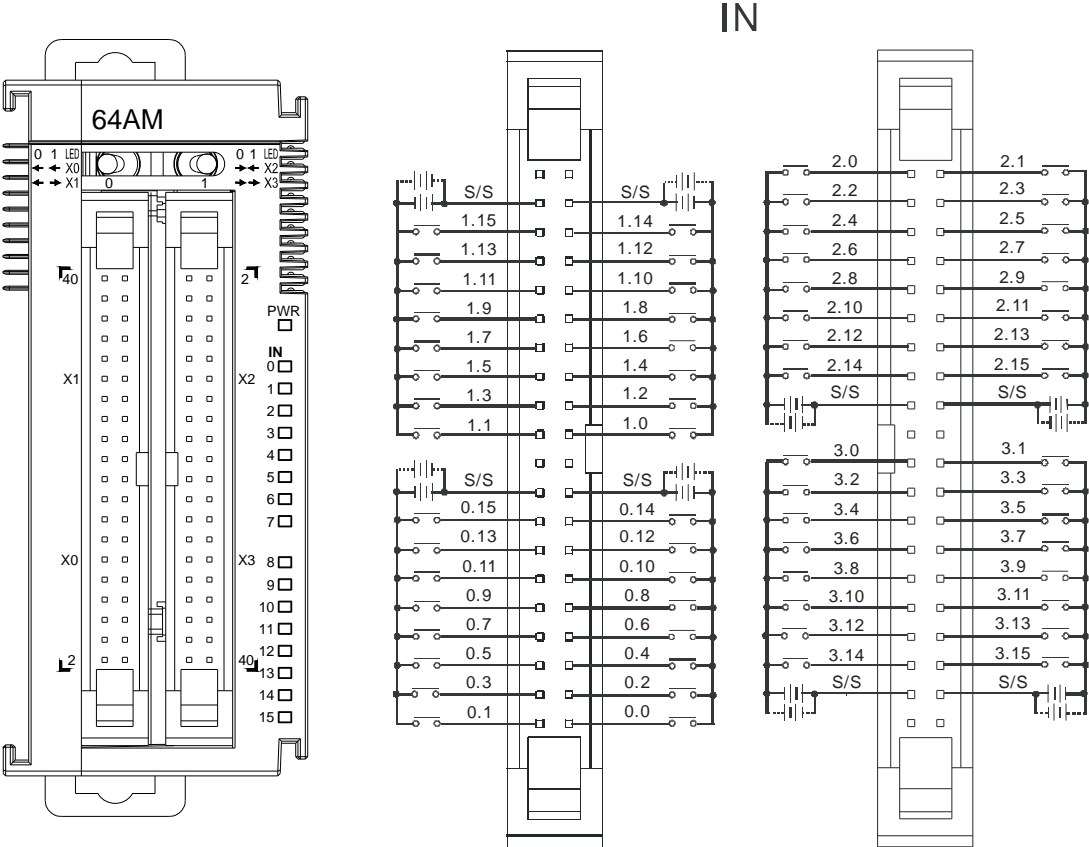 IN
64AM
0 1 LED
X0
X1
0 1
0 1 LED
X2
X3
40
2
PWR
IN
0
X1
X2
1
2
3
4
5
6
7
X0
X3
8
9
10
11
12
2
40
13
14
15
S/S S/S
1.15 1.14
1.13 1.12
1.11 1.10
1.9 1.8
1.7 1.6
1.5 1.4
1.3 1.2
1.1 1.0
S/S S/S
0.15 0.14
0.13 0.12
0.11 0.10
0.9 0.8
0.7 0.6
0.5 0.4
0.3 0.2
0.1 0.0
2.0 2.1
2.2 2.3
2.4 2.5
2.6 2.7
2.8 2.9
2.10 2.11
2.12 2.13
2.14 2.15
S/S S/S
3.0 3.1
3.2 3.3
3.4 3.5
3.6 3.7
3.8 3.9
3.10 3.11
3.12 3.13
3.14 3.15
S/S S/S